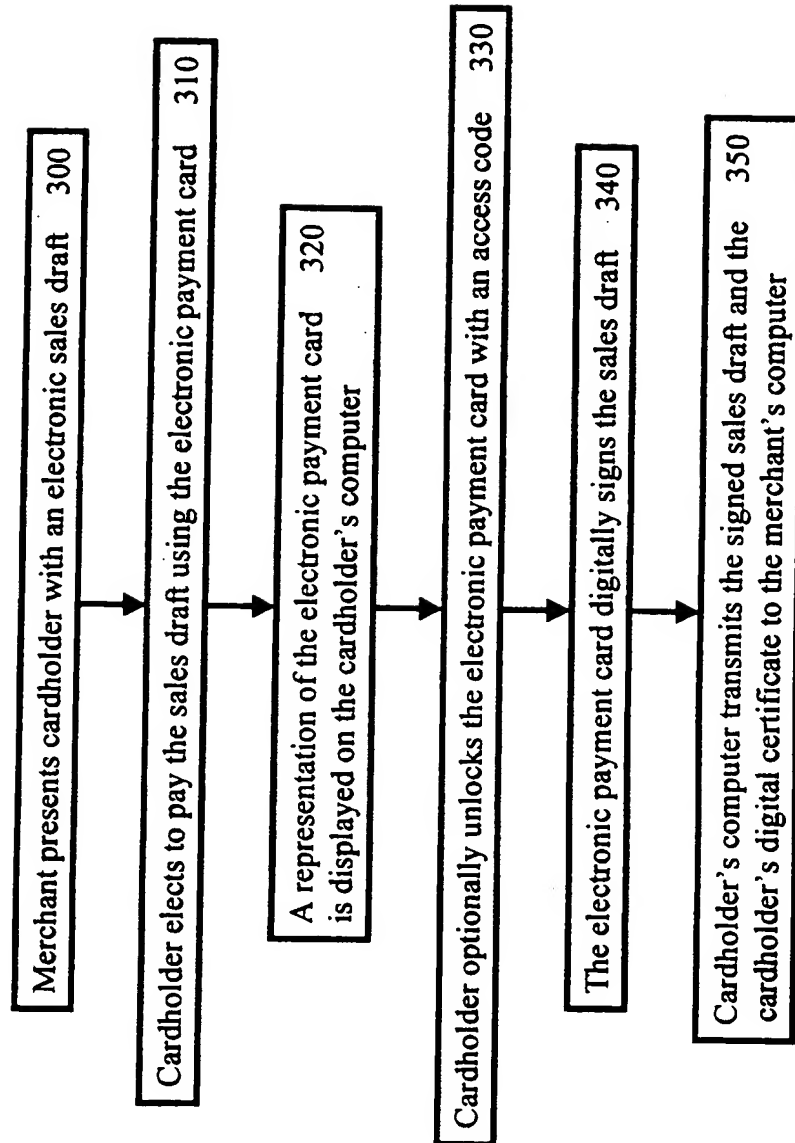 Merchant presents cardholder with an electronic sales draft 300
Cardholder elects to pay the sales draft using the electronic payment card 310
A representation of the electronic payment card 320
is displayed on the cardholder's computer
Cardholder optionally unlocks the electronic payment card with an access code 330
The electronic payment card digitally signs the sales draft 340
Cardholder's computer transmits the signed sales draft and the 350
cardholder's digital certificate to the merchant's computer